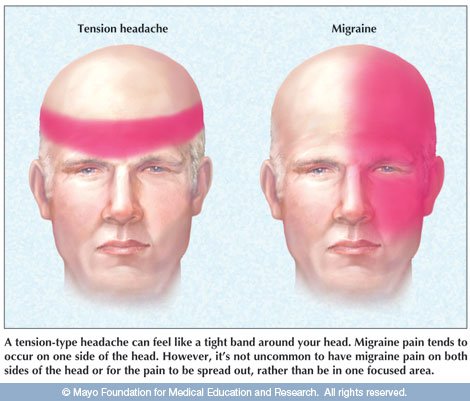 Tension headache
Migraine
A tension-type headache can feel like a tight band around your head. Migraine pain tends to
occur on one side of the head. However, it's not uncommon to have migraine pain on both
sides of the head or for the pain to be spread out, rather than be in one focused area.
© Mayo Foundation for Medical Education and Research. All rights reserved.